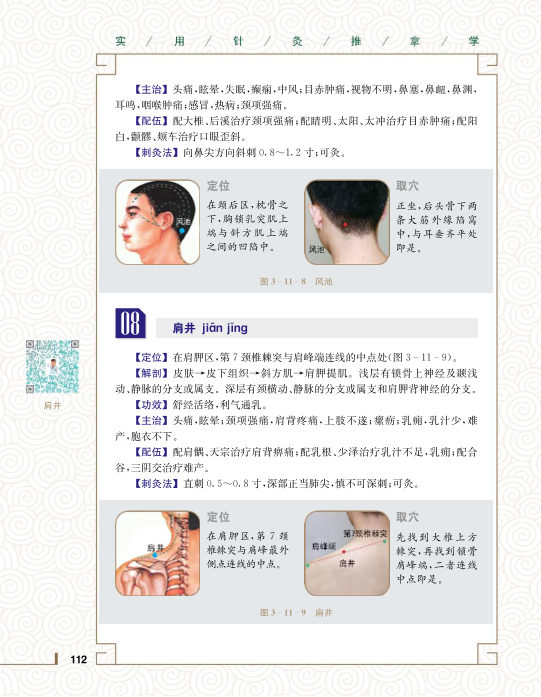 实 / 用 / 针 / 灸 / 推 / 拿 / 学
【主治】头痛,眩晕,失眠,癫痫,中风;目赤肿痛,视物不明,鼻塞,鼻衄,鼻渊,
耳鸣,咽喉肿痛;感冒,热病;颈项强痛。
【配伍】配大椎、后溪治疗颈项强痛;配睛明、太阳、太冲治疗目赤肿痛;配阳
白、颧髎、颊车治疗口眼歪斜。
【刺灸法】向鼻尖方向斜刺 0.8～1.2 寸;可灸。
定位
在颈后区,枕骨之
下,胸锁乳突肌上
端与斜方肌上端
之间的凹陷中。
风池
取穴
正坐,后头骨下两
条大筋外缘陷窝
中,与耳垂齐平处
即是。
风池
图 3-11-8 风池
08
肩井 jiān jǐng
【定位】在肩胛区,第 7 颈椎棘突与肩峰端连线的中点处(图 3-11-9)。
【解剖】皮肤→皮下组织→斜方肌→肩胛提肌。浅层有锁骨上神经及颈浅
动、静脉的分支或属支。深层有颈横动、静脉的分支或属支和肩胛背神经的分支。
【功效】舒经活络,利气通乳。
【主治】头痛,眩晕;颈项强痛,肩背疼痛,上肢不遂;瘰疬;乳痈,乳汁少,难
产,胞衣不下。
【配伍】配肩髃、天宗治疗肩背痹痛;配乳根、少泽治疗乳汁不足,乳痈;配合
谷,三阴交治疗难产。
【刺灸法】直刺 0.5～0.8 寸,深部正当肺尖,慎不可深刺;可灸。
肩井
定位
在肩胛区,第 7 颈
椎棘突与肩峰最外
侧点连线的中点。
肩井
取穴
先找到大椎上方
棘突,再找到锁骨
肩峰端,二者连线
中点即是。
第7颈椎棘突
肩峰端
肩井
图 3-11-9 肩井
112